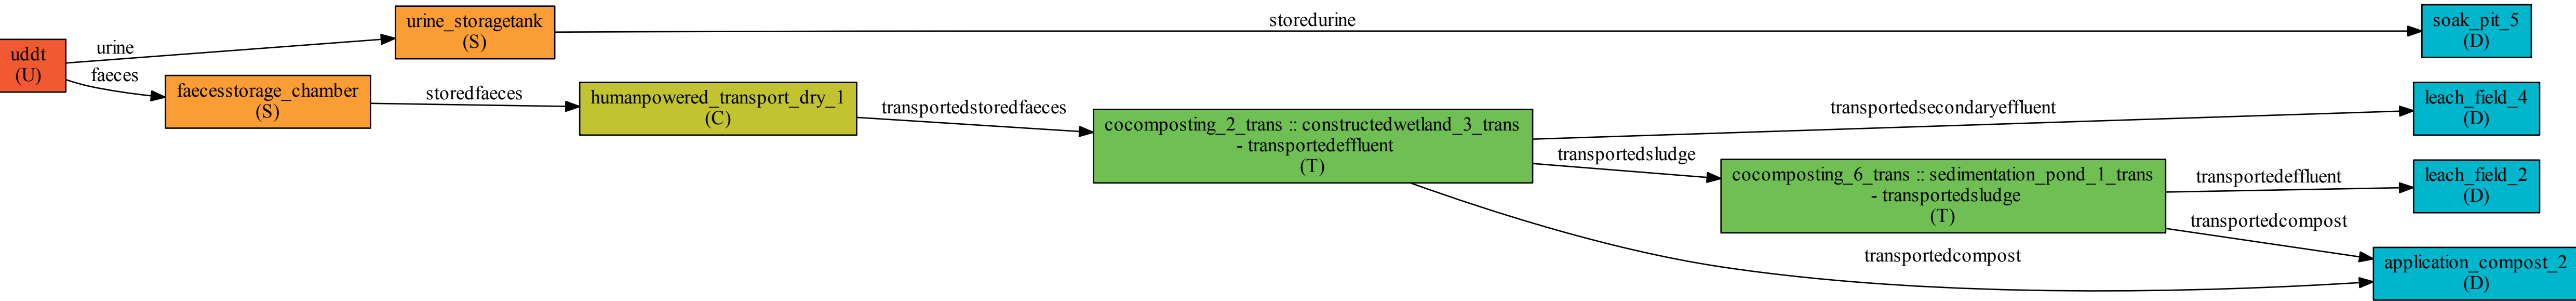 uddt
(U)
urine
faeces
urine_storagetank
(S)
faecesstorage_chamber
(S)
storedurine
storedfaeces
humanpowered_transport_dry_1
(C)
transportedstoredfaeces
cocomposting_2_trans :: constructedwetland_3_trans
- transportedeffluent
(T)
transportedsecondaryeffluent
transportedsludge
transportedcompost
cocomposting_6_trans :: sedimentation_pond_1_trans
- transportedsludge
(T)
transportedeffluent
transportedcompost
soak_pit_5
(D)
leach_field_4
(D)
leach_field_2
(D)
application_compost_2
(D)